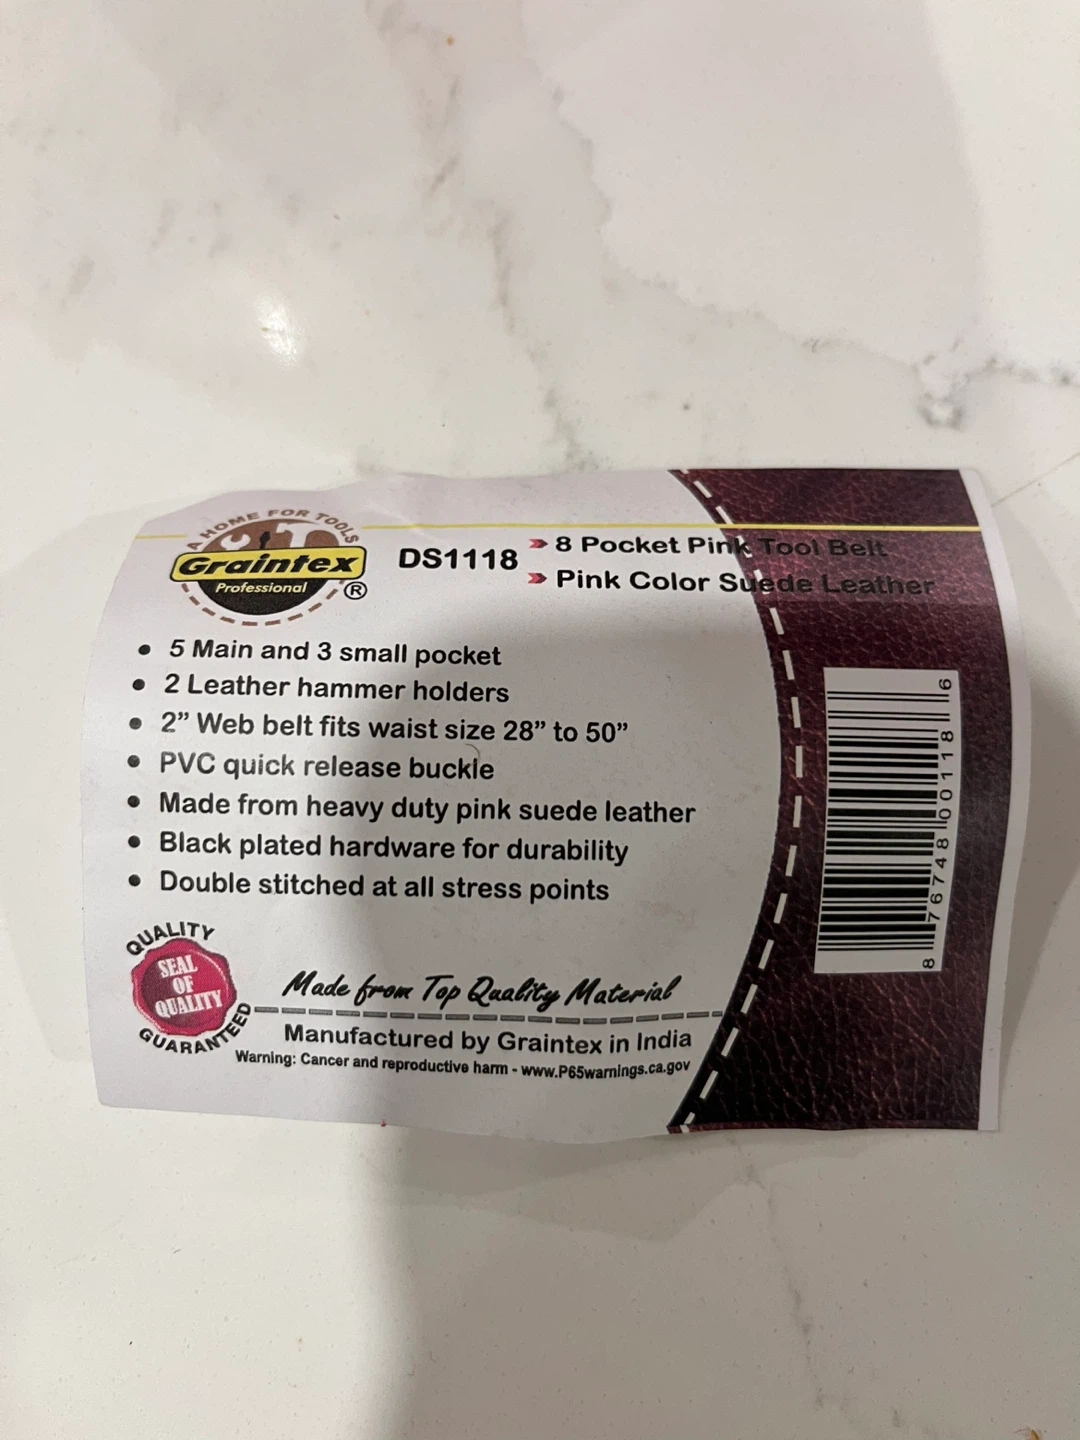 A HOME FOR TOOLS
Graintex
Professional
®
DS1118
» 8 Pocket Pink Tool Belt
» Pink Color Suede Leather
• 5 Main and 3 small pocket
• 2 Leather hammer holders
• 2” Web belt fits waist size 28” to 50”
• PVC quick release buckle
• Made from heavy duty pink suede leather
• Black plated hardware for durability
• Double stitched at all stress points
8 76748 00118 6
QUALITY
SEAL
OF
QUALITY
GUARANTEED
Made from Top Quality Material
Manufactured by Graintex in India
Warning: Cancer and reproductive harm - www.P65warnings.ca.gov